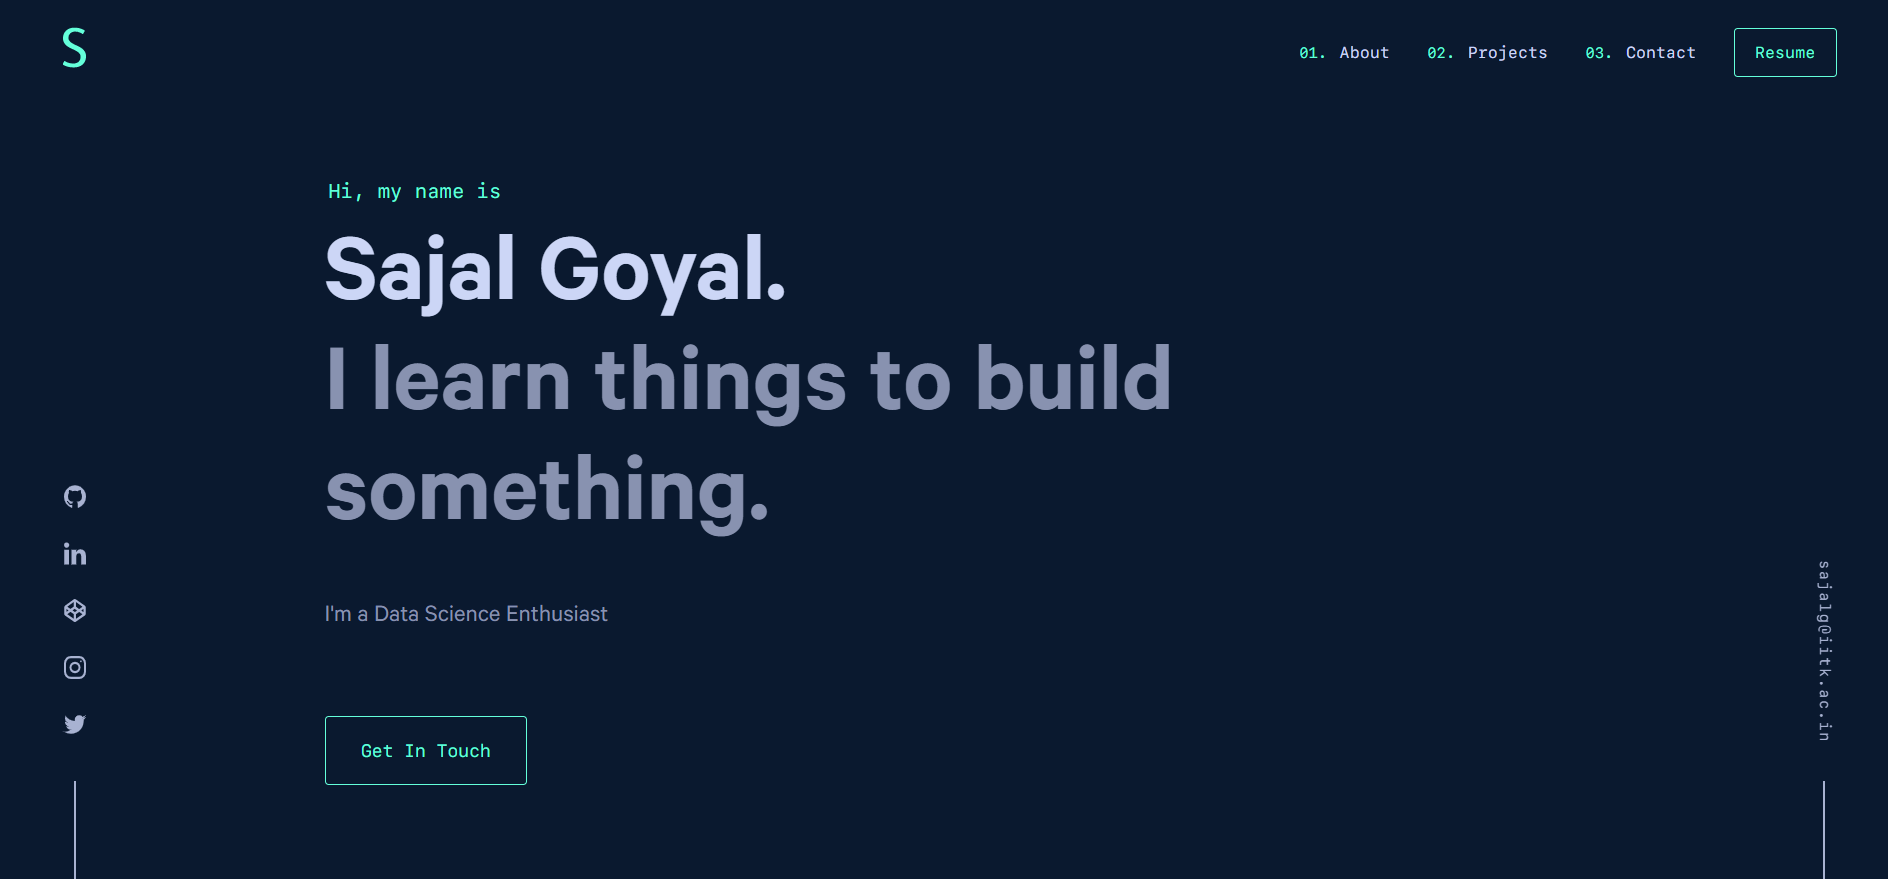 S
01. About 02. Projects 03. Contact Resume
Hi, my name is
Sajal Goyal.
I learn things to build
something.
I'm a Data Science Enthusiast
Get In Touch
in
sajalg@iitk.ac.in